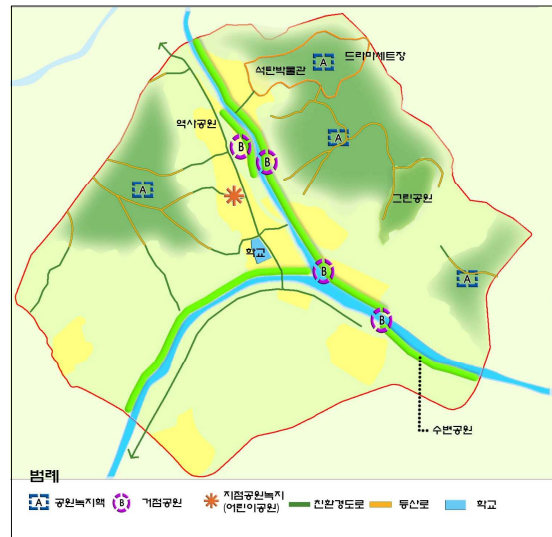 드라마세트장
A
석탄박물관
역사공원
B
B
A
A
그린공원
학교
B
A
B
수변공원
범례
A 공원녹지핵 B 거점공원 지점공원녹지 친환경도로 등산로 학교
(어린이공원)